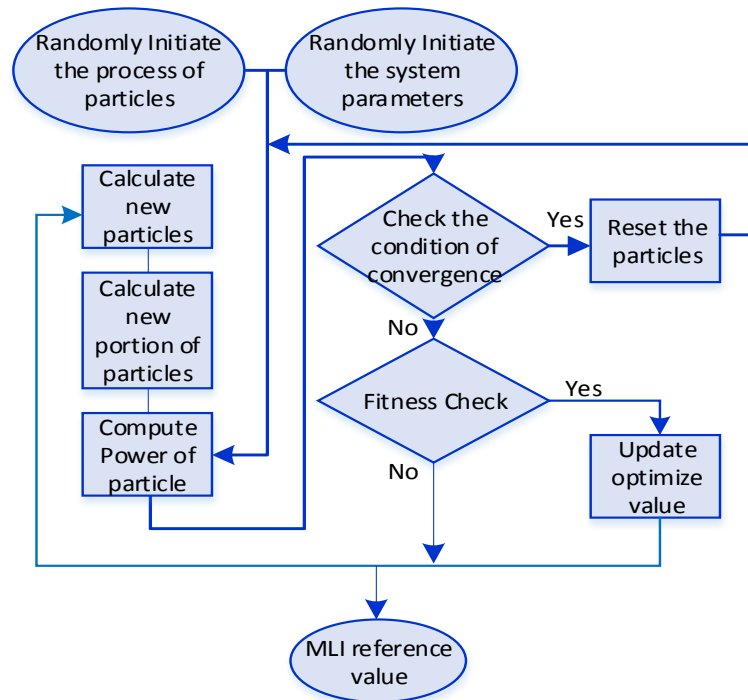 Randomly Initiate
the process of
particles
Randomly Initiate
the system
parameters
Calculate
new
particles
Check the
condition of
convergence
Yes
Reset the
particles
Calculate
new
portion of
particles
No
Fitness Check
Yes
Compute
Power of
particle
No
Update
optimize
value
MLI reference
value